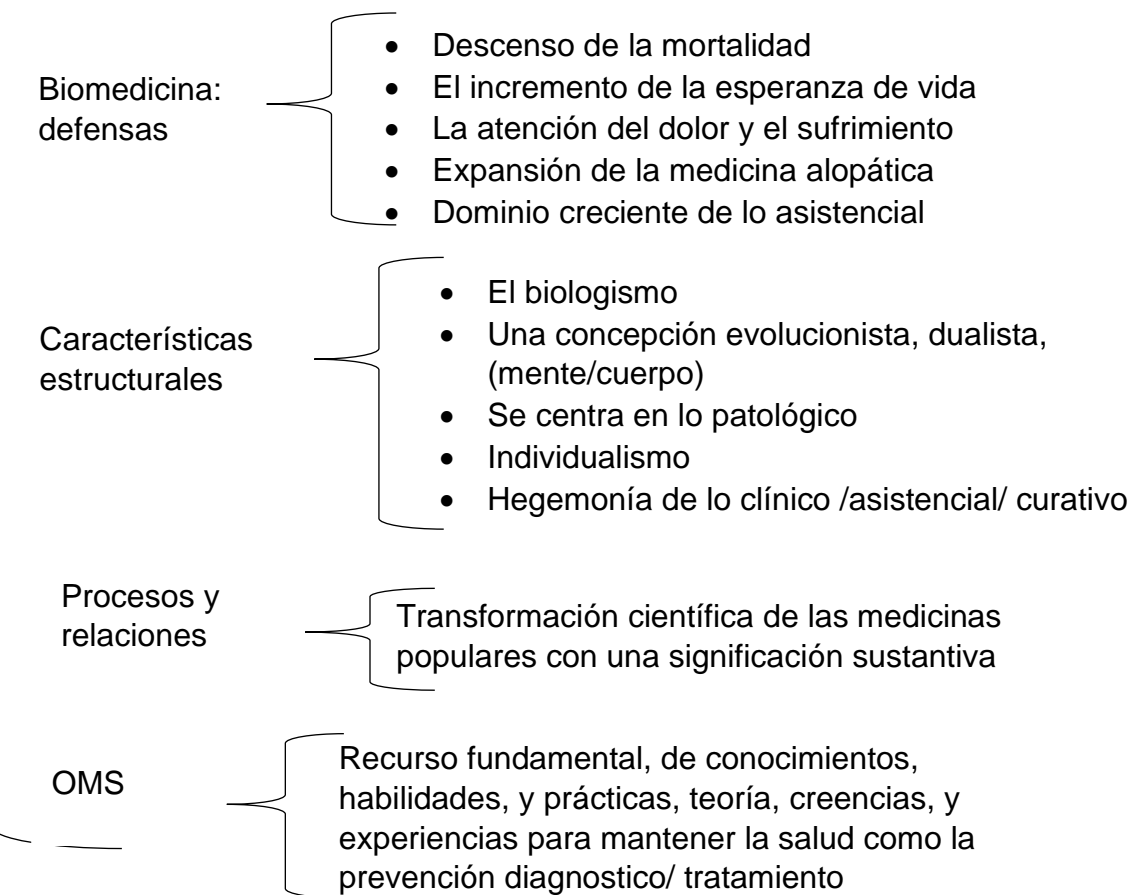 Biomedicina:
defensas
• Descenso de la mortalidad
• El incremento de la esperanza de vida
• La atención del dolor y el sufrimiento
• Expansión de la medicina alopática
• Dominio creciente de lo asistencial
Características
estructurales
• El biologismo
• Una concepción evolucionista, dualista,
(mente/cuerpo)
• Se centra en lo patológico
• Individualismo
• Hegemonía de lo clínico /asistencial/ curativo
Procesos y
relaciones
Transformación científica de las medicinas
populares con una significación sustantiva
OMS
Recurso fundamental, de conocimientos,
habilidades, y prácticas, teoría, creencias, y
experiencias para mantener la salud como la
prevención diagnostico/ tratamiento